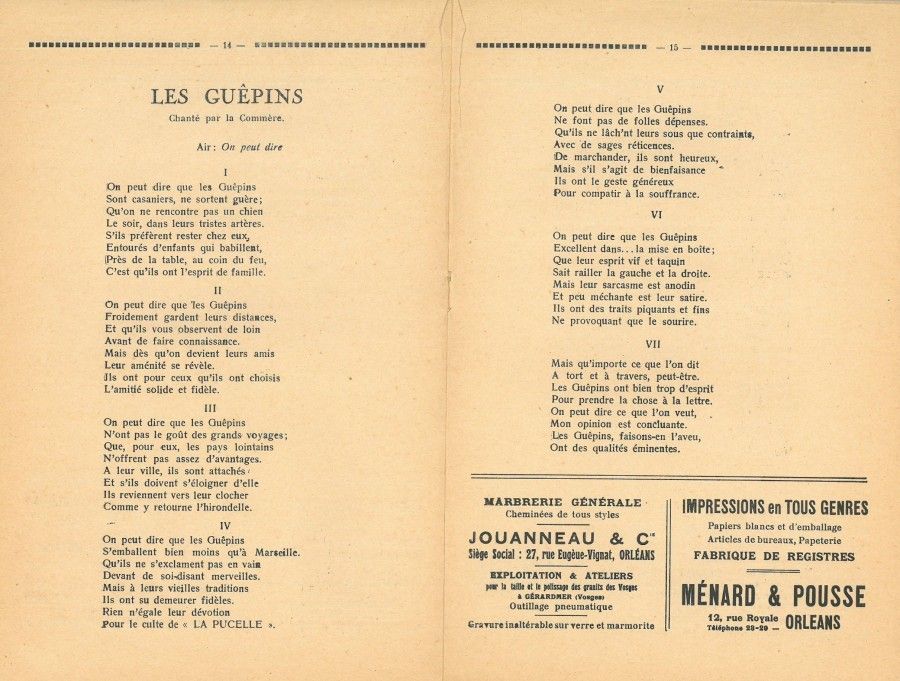 — 14 —
LES GUÊPINS
Chanté par la Commère.
Air : On peut dire
I
On peut dire que les Guêpins
Sont casaniers, ne sortent guère;
Qu'on ne rencontre pas un chien
Le soir, dans leurs tristes artères.
S'ils préfèrent rester chez eux,
Entourés d'enfants qui babillent,
Près de la table, au coin du feu,
C'est qu'ils ont l'esprit de famille.
II
On peut dire que les Guêpins
Froidement gardent leurs distances,
Et qu'ils vous observent de loin
Avant de faire connaissance.
Mais dès qu'on devient leurs amis
Leur aménité se révèle.
Ils ont pour ceux qu'ils ont choisis
L'amitié solide et fidèle.
III
On peut dire que les Guêpins
N'ont pas le goût des grands voyages;
Que, pour eux, les pays lointains
N'offrent pas assez d'avantages.
A leur ville, ils sont attachés
Et s'ils doivent s'éloigner d'elle
Ils reviennent vers leur clocher
Comme y retourne l'hirondelle.
IV
On peut dire que les Guêpins
S'emballent bien moins qu'à Marseille.
Qu'ils ne s'exclament pas en vain
Devant de soi-disant merveilles.
Mais à leurs vieilles traditions
Ils ont su demeurer fidèles.
Rien n'égale leur dévotion
Pour le culte de « LA PUCELLE ».
— 15 —
V
On peut dire que les Guêpins
Ne font pas de folles dépenses.
Qu'ils ne lâch'nt leurs sous que contraints,
Avec de sages réticences.
De marchander, ils sont heureux,
Mais s'il s'agit de bienfaisance
Ils ont le geste généreux
Pour compatir à la souffrance.
VI
On peut dire que les Guêpins
Excellent dans... la mise en boîte;
Que leur esprit vif et taquin
Sait railler la gauche et la droite.
Mais leur sarcasme est anodin
Et peu méchante est leur satire.
Ils ont des traits piquants et fins
Ne provoquant que le sourire.
VII
Mais qu'importe ce que l'on dit
A tort et à travers, peut-être.
Les Guêpins ont bien trop d'esprit
Pour prendre la chose à la lettre.
On peut dire ce que l'on veut,
Mon opinion est concluante.
Les Guêpins, faisons-en l'aveu,
Ont des qualités éminentes.
MARBRERIE GÉNÉRALE
Cheminées de tous styles
JOUANNEAU & Cie
Siège Social : 27, rue Eugène-Vignat, ORLÉANS
EXPLOITATION & ATELIERS
pour la taille et le polissage des granits des Vosges
à GÉRARDMER (Vosges)
Outillage pneumatique
Gravure inaltérable sur verre et marmorite
IMPRESSIONS en TOUS GENRES
Papiers blancs et d'emballage
Articles de bureaux, Papeterie
FABRIQUE DE REGISTRES
MÉNARD & POUSSE
12, rue Royale — ORLEANS
Téléphone 23-29